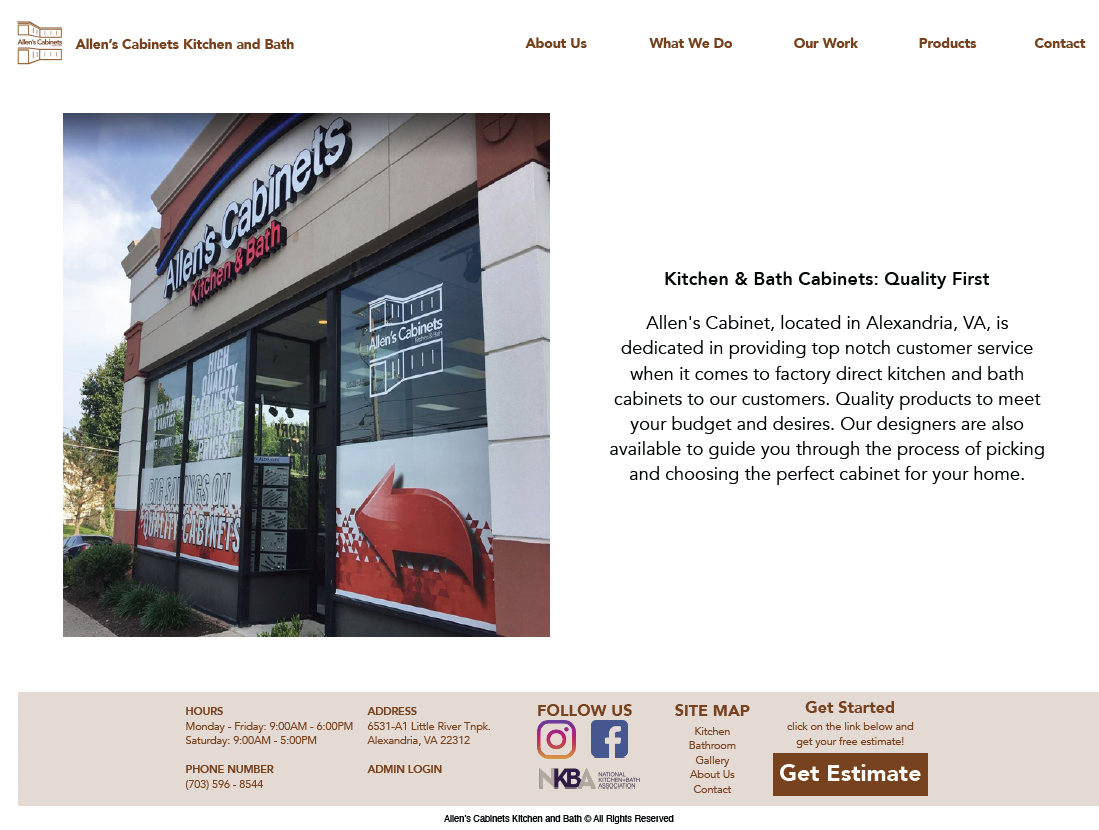 Allen's Cabinets
Allen’s Cabinets Kitchen and Bath
About Us
What We Do
Our Work
Products
Contact
Allen's Cabinets
Kitchen & Bath
Allen's Cabinets
Kitchen & Bath
HIGH
QUALITY
CABINETS.
BIG SAVINGS ON
QUALITY CABINETS
Kitchen & Bath Cabinets: Quality First
Allen's Cabinet, located in Alexandria, VA, is
dedicated in providing top notch customer service
when it comes to factory direct kitchen and bath
cabinets to our customers. Quality products to meet
your budget and desires. Our designers are also
available to guide you through the process of picking
and choosing the perfect cabinet for your home.
HOURS
Monday - Friday: 9:00AM - 6:00PM
Saturday: 9:00AM - 5:00PM
PHONE NUMBER
(703) 596 - 8544
ADDRESS
6531-A1 Little River Tnpk.
Alexandria, VA 22312
ADMIN LOGIN
FOLLOW US
NKBA
NATIONAL
KITCHEN+BATH
ASSOCIATION
SITE MAP
Kitchen
Bathroom
Gallery
About Us
Contact
Get Started
click on the link below and
get your free estimate!
Get Estimate
Allen's Cabinets Kitchen and Bath © All Rights Reserved